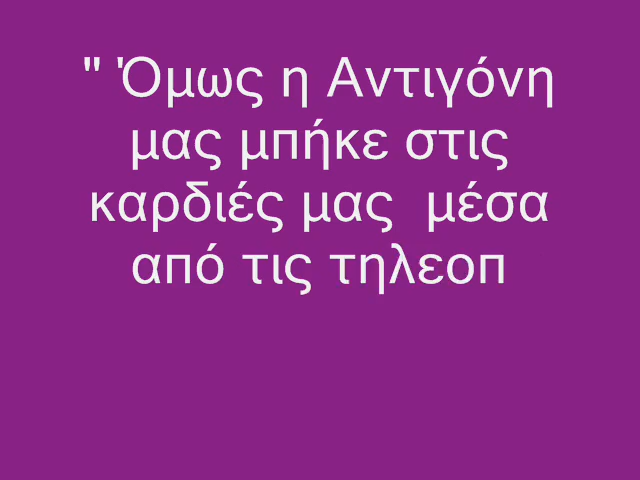 " Όμως η Αντιγόνη
μας μπήκε στις
καρδιές μας  μέσα
από τις τηλεοπ